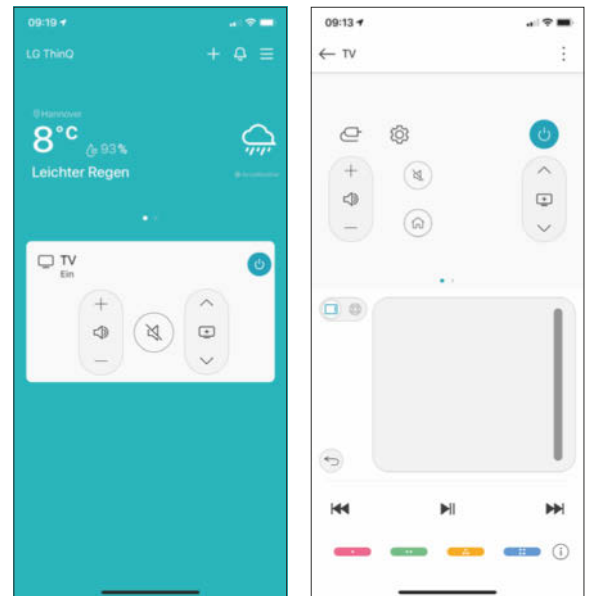 09:19
LG ThinQ
Hannover
8°C
93%
Leichter Regen
TV
Ein
09:13
TV